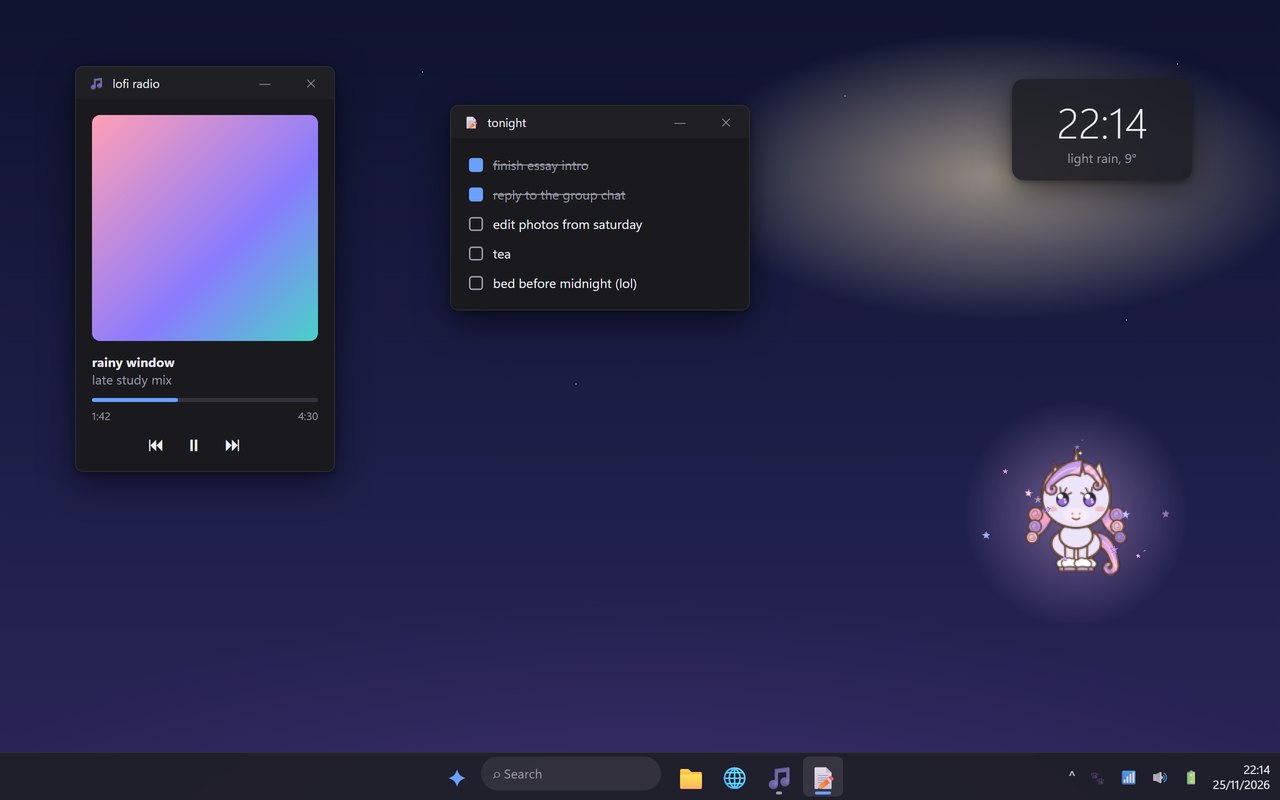 lofi radio
rainy window
late study mix
1:42
4:30
tonight
finish essay intro
reply to the group chat
edit photos from saturday
tea
bed before midnight (lol)
22:14
light rain, 9°
Search
22:14
25/11/2026